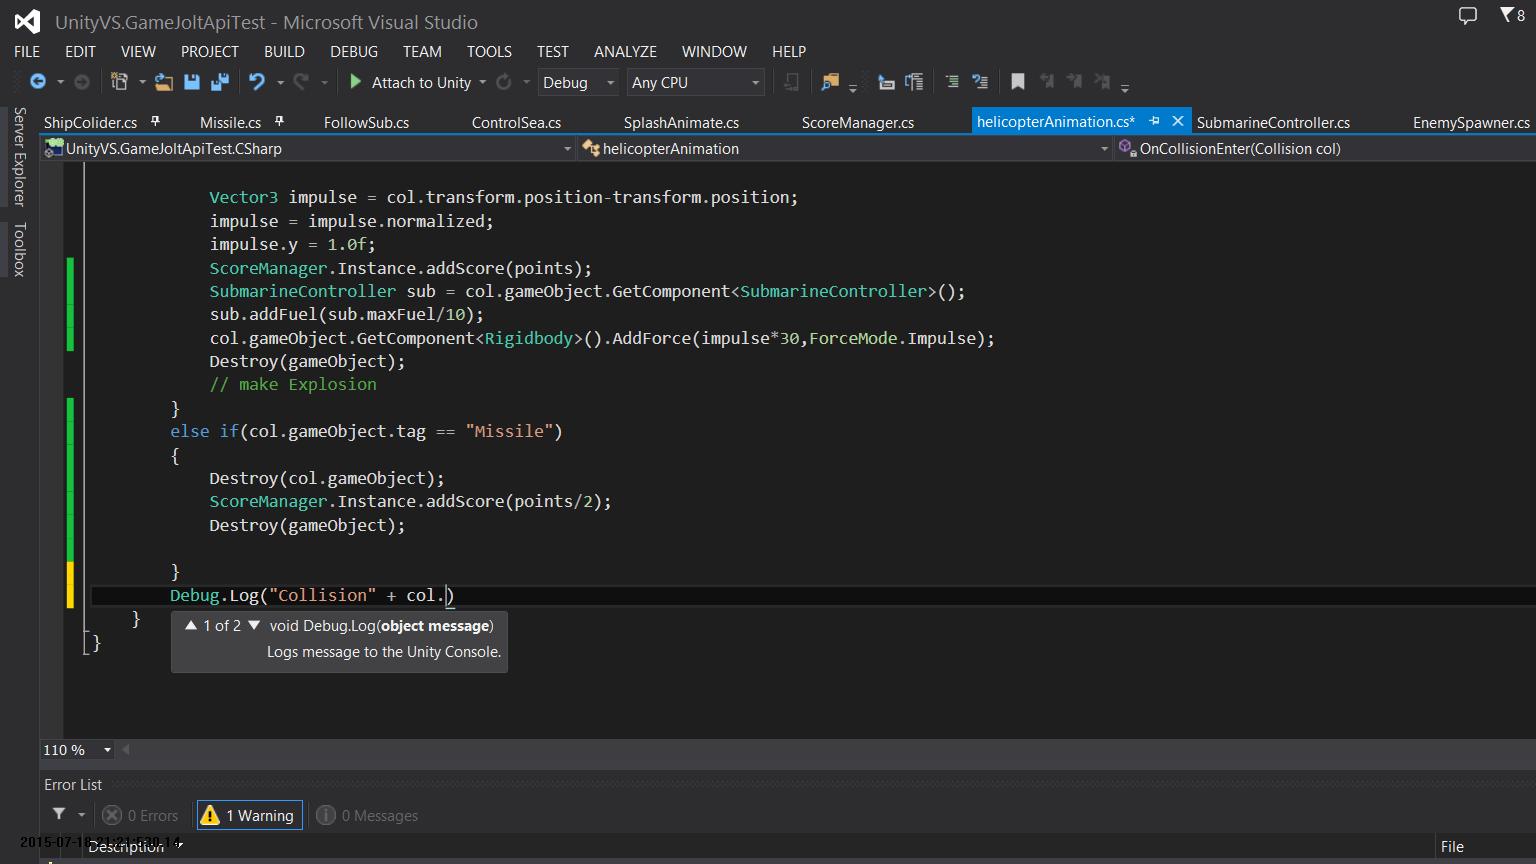 UnityVS.GameJoltApiTest - Microsoft Visual Studio
8
FILE EDIT VIEW PROJECT BUILD DEBUG TEAM TOOLS TEST ANALYZE WINDOW HELP
Attach to Unity Debug Any CPU
Server Explorer
Toolbox
ShipColider.cs Missile.cs FollowSub.cs ControlSea.cs SplashAnimate.cs ScoreManager.cs helicopterAnimation.cs* SubmarineController.cs EnemySpawner.cs
UnityVS.GameJoltApiTest.CSharp helicopterAnimation OnCollisionEnter(Collision col)
Vector3 impulse = col.transform.position-transform.position;
impulse = impulse.normalized;
impulse.y = 1.0f;
ScoreManager.Instance.addScore(points);
SubmarineController sub = col.gameObject.GetComponent<SubmarineController>();
sub.addFuel(sub.maxFuel/10);
col.gameObject.GetComponent<Rigidbody>().AddForce(impulse*30,ForceMode.Impulse);
Destroy(gameObject);
// make Explosion
}
else if(col.gameObject.tag == "Missile")
{
Destroy(col.gameObject);
ScoreManager.Instance.addScore(points/2);
Destroy(gameObject);
}
Debug.Log("Collision" + col.)
}
▲ 1 of 2 ▼ void Debug.Log(object message)
}
Logs message to the Unity Console.
110 %
Error List
0 Errors 1 Warning 0 Messages
Description File